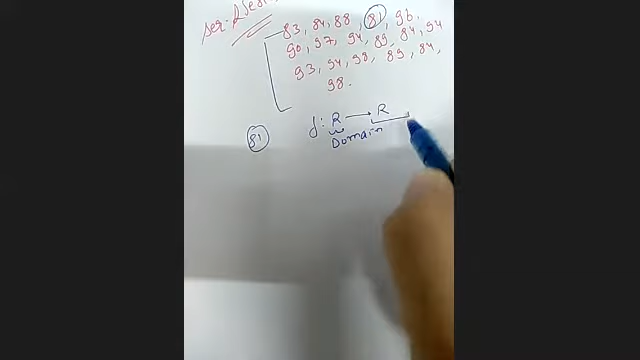 83, 84, 88, 81, 96,
90, 97, 94, 89, 84, 94
93, 94, 98, 89, 84,
98.
f: R → R
81
Domain